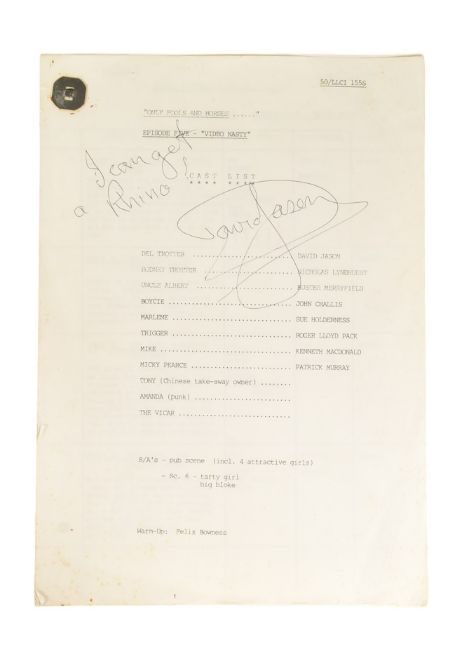 50/LLCI 155S
"ONLY FOOLS AND HORSES ......"
EPISODE FIVE - "VIDEO NASTY"
I can get
a Rhino!
CAST LIST
**** ****
David Jason
DEL TROTTER .................... DAVID JASON
RODNEY TROTTER .................... NICHOLAS LYNDHURST
UNCLE ALBERT .................... BUSTER MERRYFIELD
BOYCIE .................... JOHN CHALLIS
MARLENE .................... SUE HOLDERNESS
TRIGGER .................... ROGER LLOYD PACK
MIKE .................... KENNETH MACDONALD
MICKY PEARCE .................... PATRICK MURRAY
TONY (Chinese take-away owner) ........
AMANDA (punk) ........................
THE VICAR ............................
S/A's - pub scene (incl. 4 attractive girls)
- Sc. 6 - tarty girl
big bloke
Warm-Up: Felix Bowness